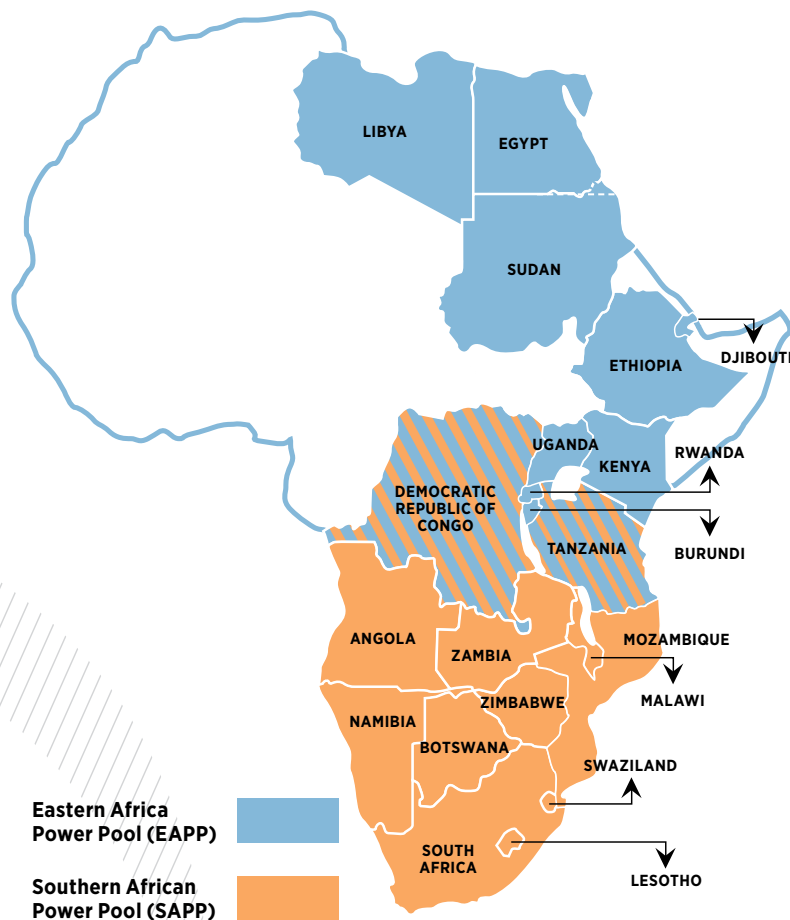 LIBYA
EGYPT
SUDAN
ETHIOPIA
DJIBOUTI
UGANDA
KENYA
RWANDA
DEMOCRATIC
REPUBLIC OF
CONGO
TANZANIA
BURUNDI
ANGOLA
ZAMBIA
MOZAMBIQUE
MALAWI
NAMIBIA
ZIMBABWE
BOTSWANA
SWAZILAND
SOUTH
AFRICA
LESOTHO
Eastern Africa
Power Pool (EAPP)
Southern African
Power Pool (SAPP)